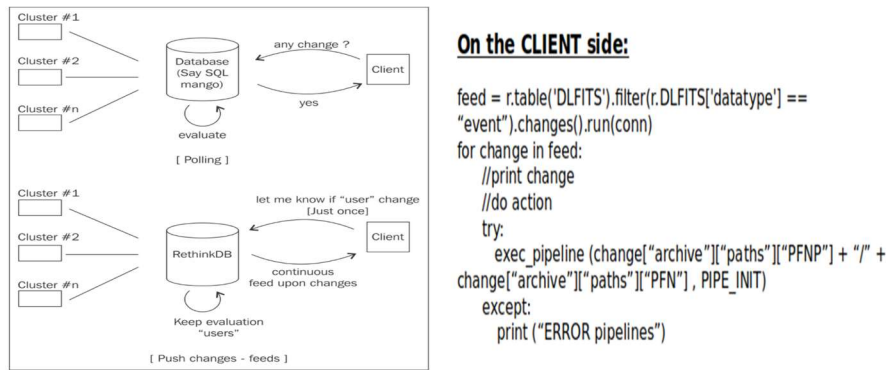 Cluster #1
Cluster #2
Cluster #n
Database
(Say SQL
mango)
any change ?
Client
yes
evaluate
[ Polling ]
Cluster #1
Cluster #2
Cluster #n
RethinkDB
let me know if “user” change
[Just once]
Client
continuous
feed upon changes
Keep evaluation
“users”
[ Push changes - feeds ]
On the CLIENT side:
feed = r.table('DLFITS').filter(r.DLFITS['datatype'] ==
“event”).changes().run(conn)
for change in feed:
//print change
//do action
try:
exec_pipeline (change[“archive”][“paths”][“PFNP”] + “/” +
change[“archive”][“paths”][“PFN”] , PIPE_INIT)
except:
print (“ERROR pipelines”)